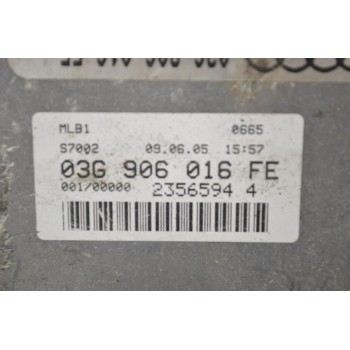 MLB1 0665
S7002 09.06.05 15:57
03G 906 016 FE
001/00000 2356594 4